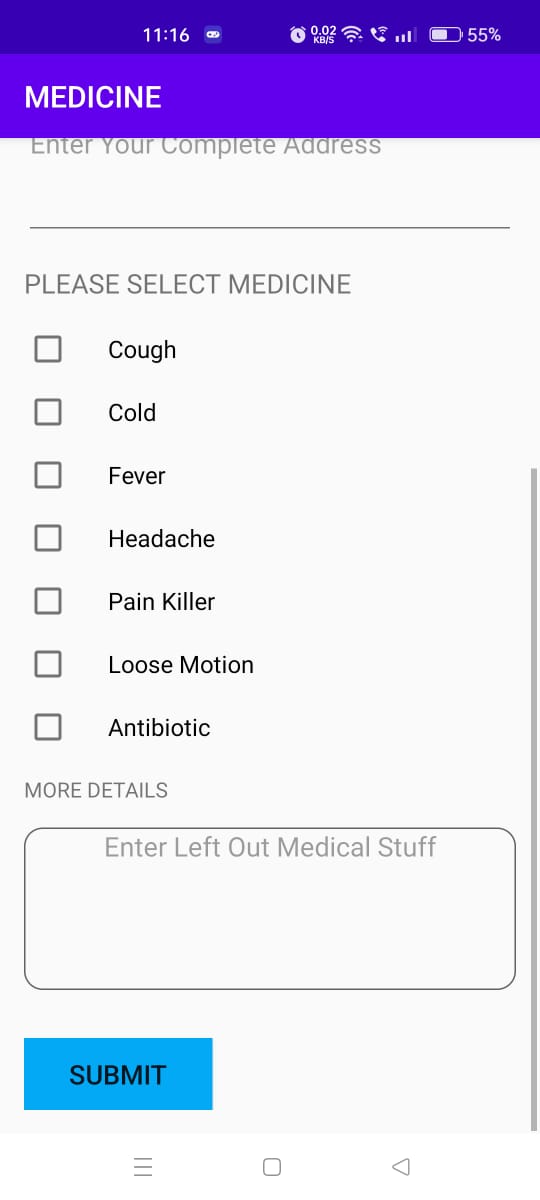 11:16 0.02 KB/S 55%
MEDICINE
Enter Your Complete Address
PLEASE SELECT MEDICINE
Cough
Cold
Fever
Headache
Pain Killer
Loose Motion
Antibiotic
MORE DETAILS
Enter Left Out Medical Stuff
SUBMIT